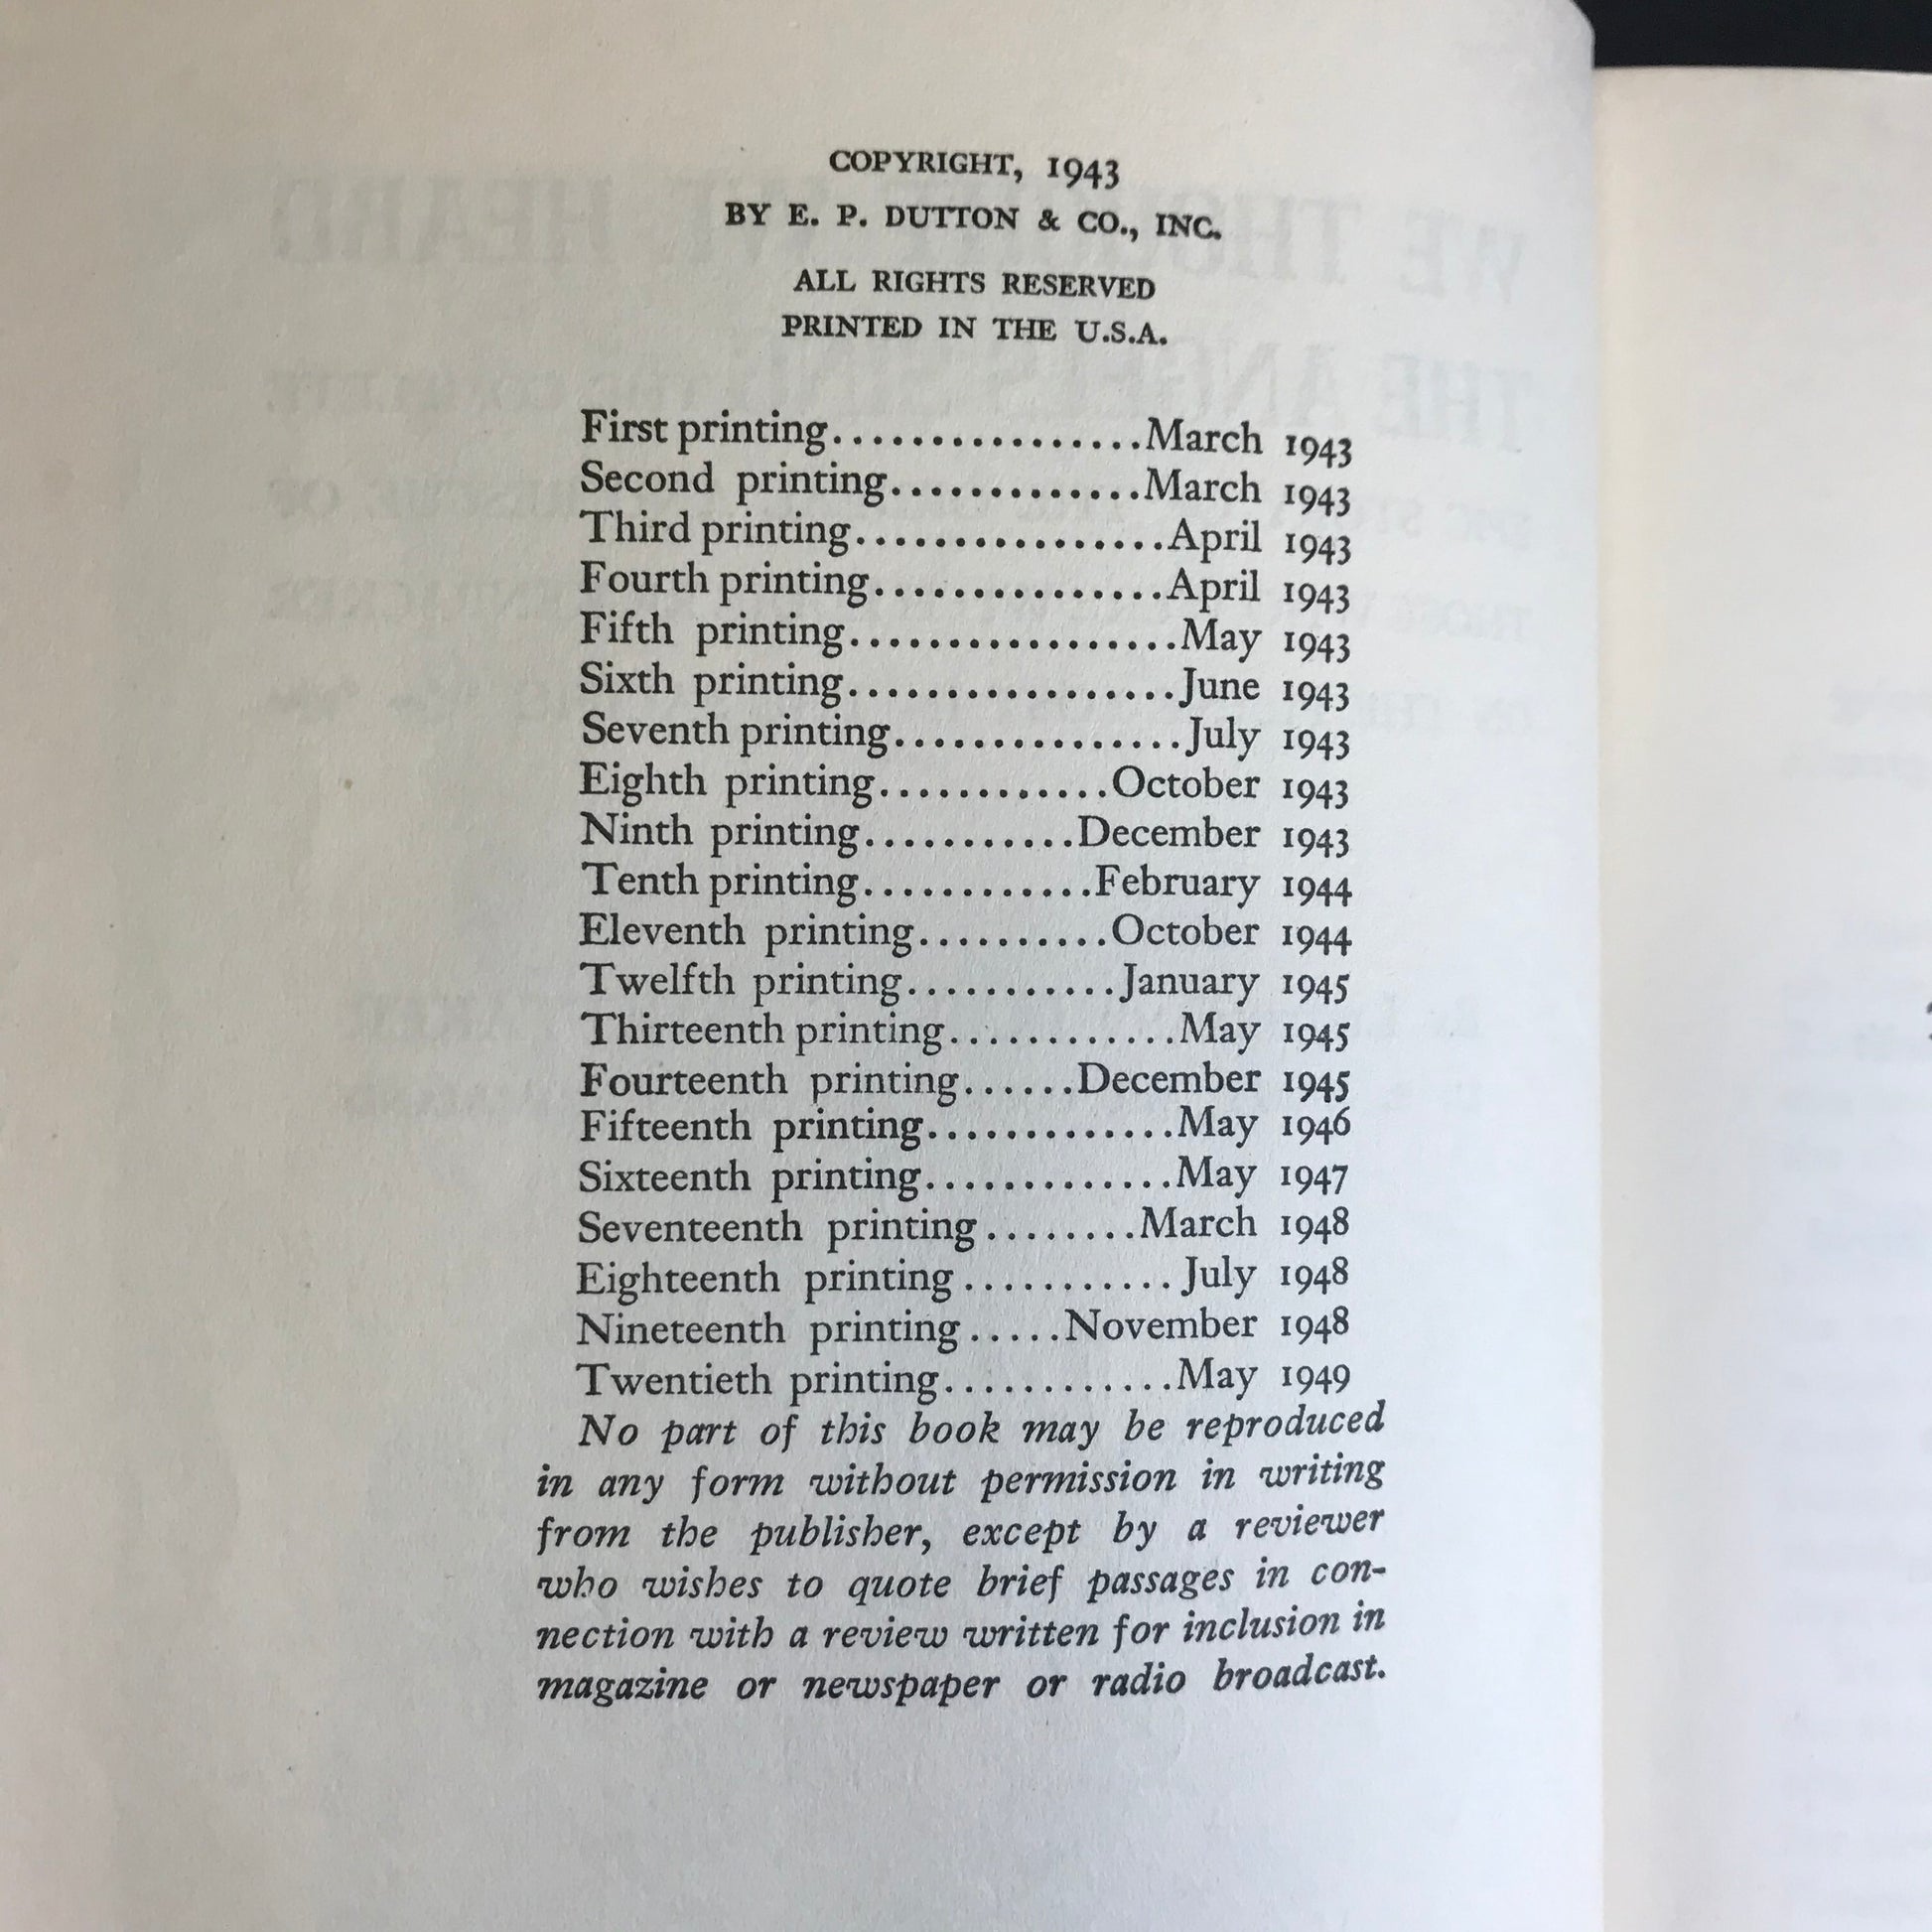 COPYRIGHT, 1943
BY E. P. DUTTON & CO., INC.
ALL RIGHTS RESERVED
PRINTED IN THE U.S.A.
First printing................March 1943
Second printing.............March 1943
Third printing................April 1943
Fourth printing...............April 1943
Fifth printing.................May 1943
Sixth printing.................June 1943
Seventh printing...............July 1943
Eighth printing............October 1943
Ninth printing...........December 1943
Tenth printing............February 1944
Eleventh printing..........October 1944
Twelfth printing...........January 1945
Thirteenth printing............May 1945
Fourteenth printing......December 1945
Fifteenth printing.............May 1946
Sixteenth printing.............May 1947
Seventeenth printing........March 1948
Eighteenth printing...........July 1948
Nineteenth printing.....November 1948
Twentieth printing............May 1949
No part of this book may be reproduced
in any form without permission in writing
from the publisher, except by a reviewer
who wishes to quote brief passages in con-
nection with a review written for inclusion in
magazine or newspaper or radio broadcast.